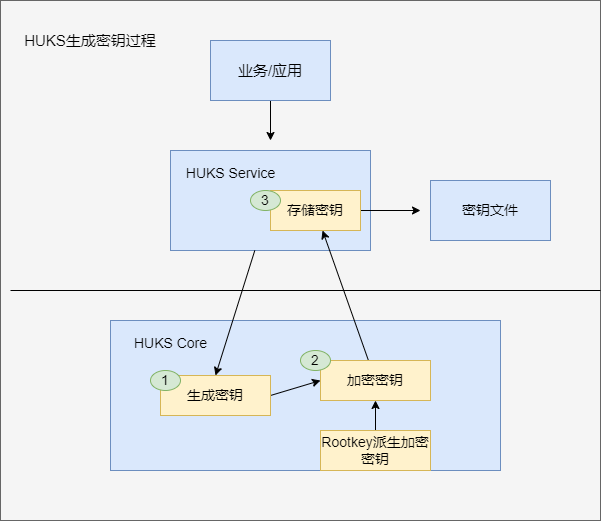 HUKS生成密钥过程
业务/应用
HUKS Service
3
存储密钥
密钥文件
HUKS Core
1
生成密钥
2
加密密钥
Rootkey派生加密
密钥